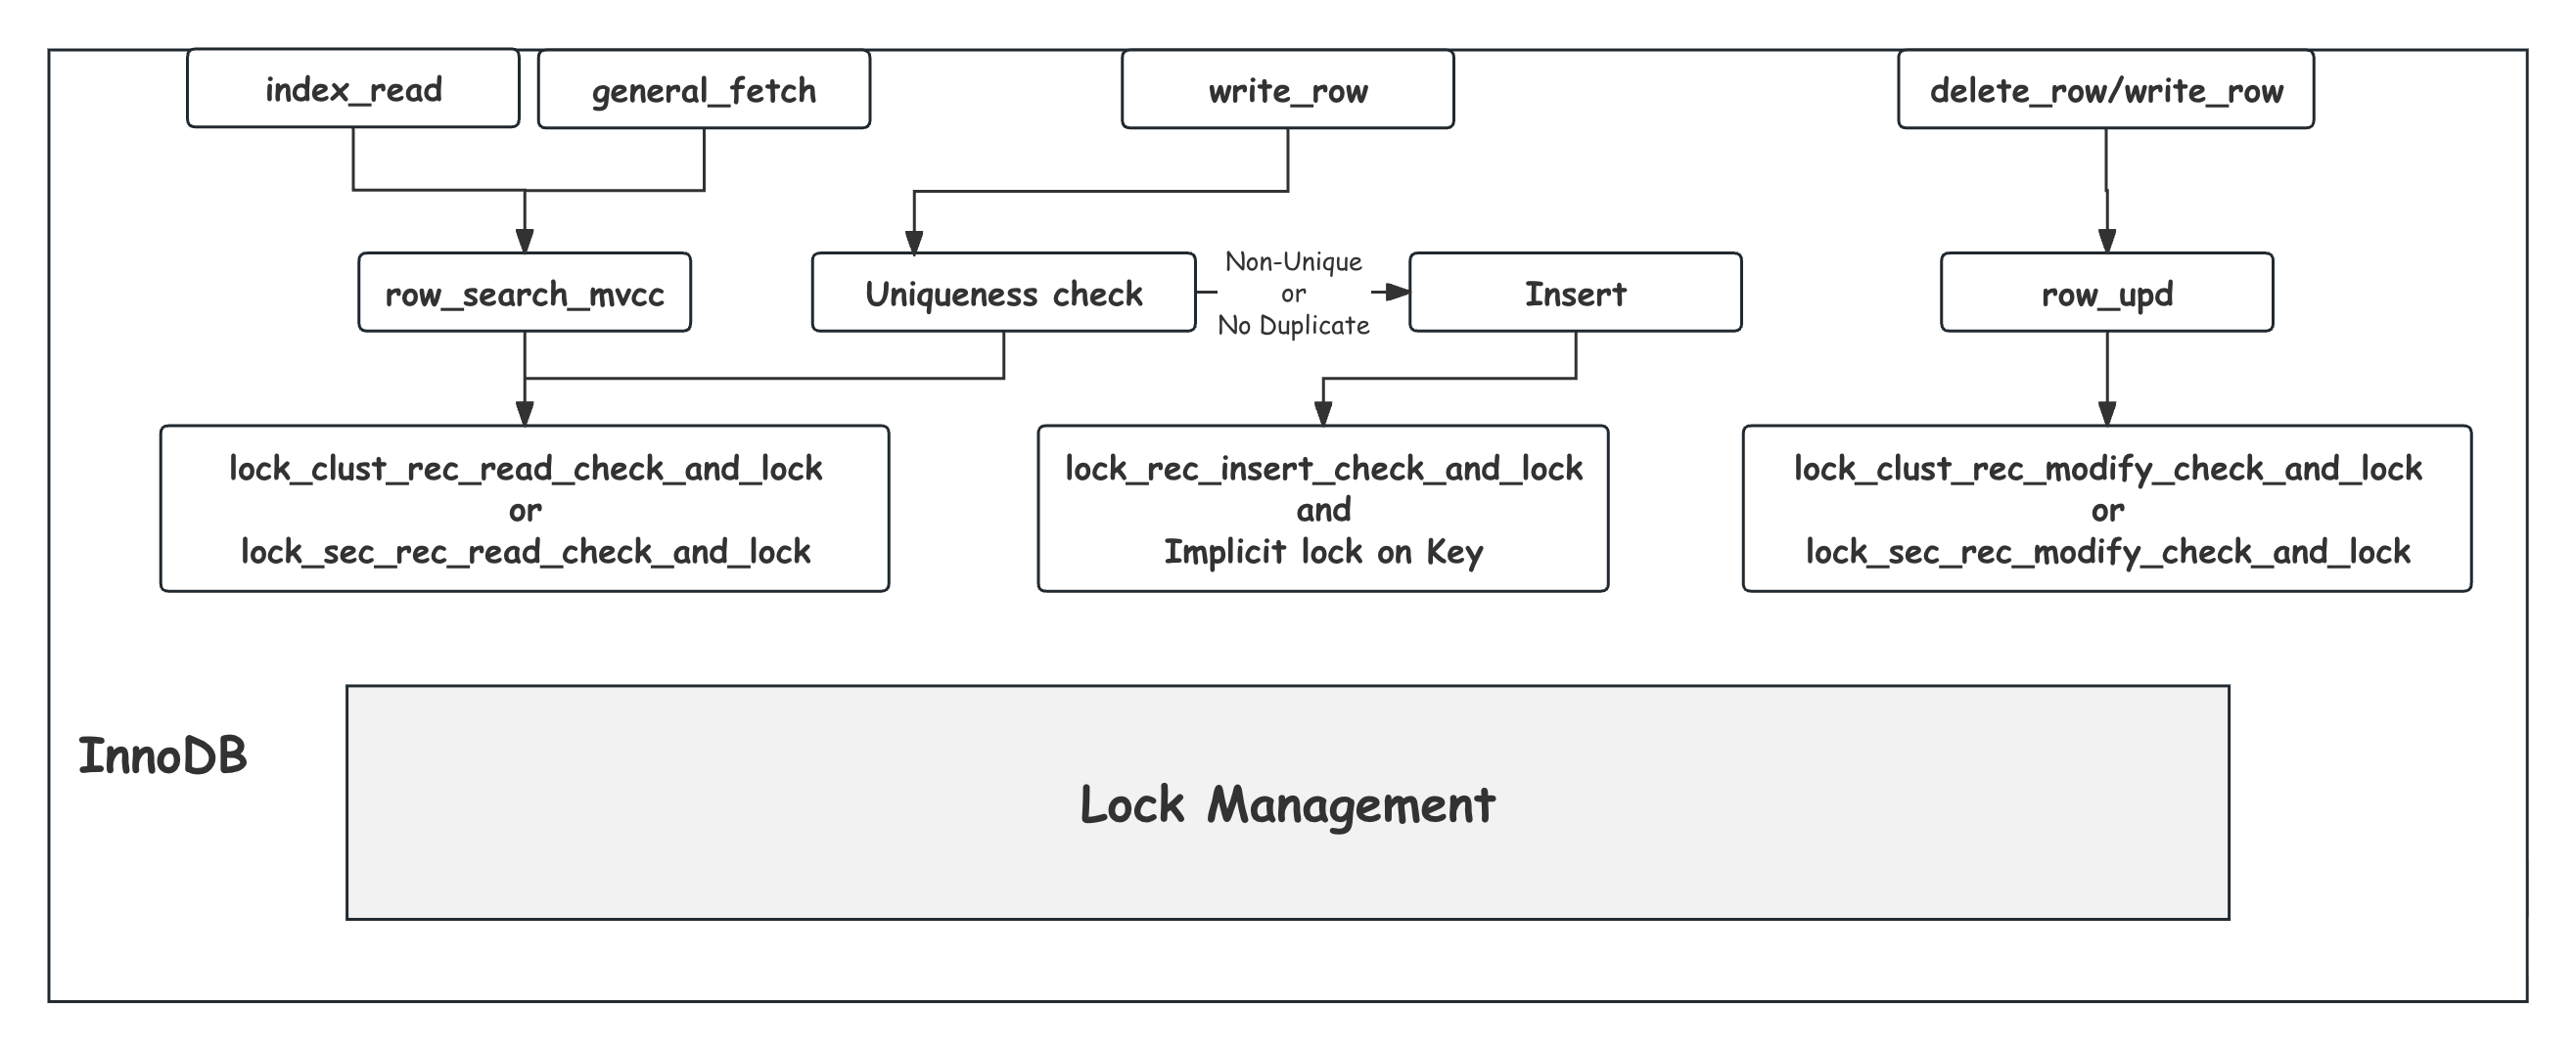 index_read
general_fetch
write_row
delete_row/write_row
row_search_mvcc
Uniqueness check
Non-Unique
or
No Duplicate
Insert
row_upd
lock_clust_rec_read_check_and_lock
or
lock_sec_rec_read_check_and_lock
lock_rec_insert_check_and_lock
and
Implicit lock on Key
lock_clust_rec_modify_check_and_lock
or
lock_sec_rec_modify_check_and_lock
InnoDB
Lock Management